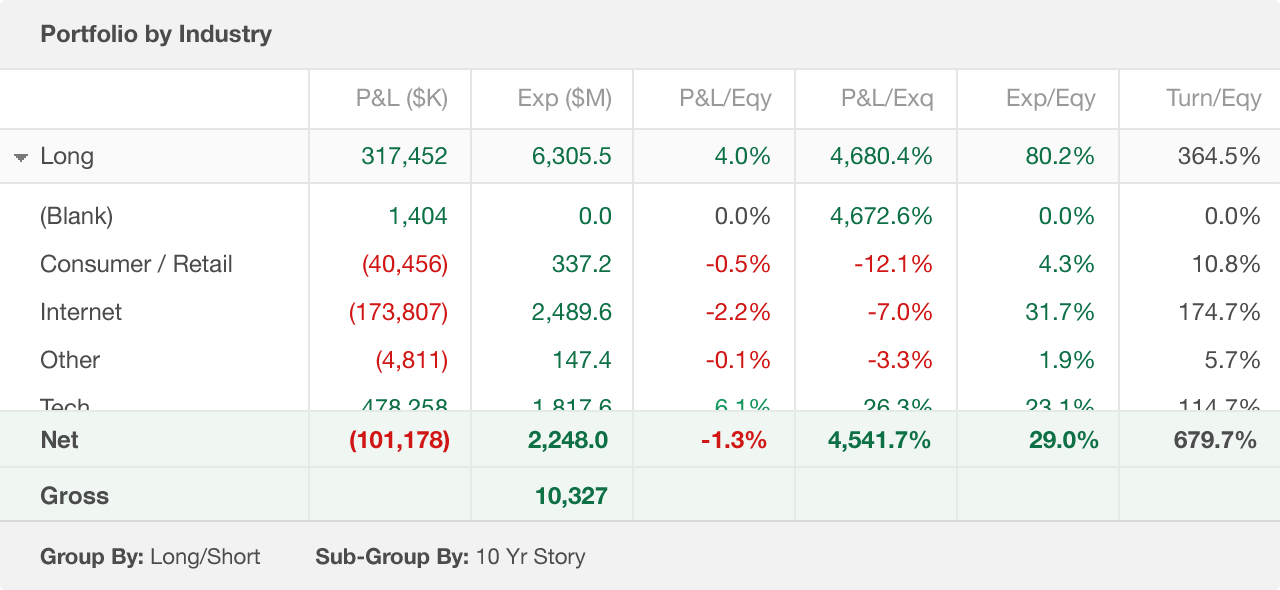 Portfolio by Industry
P&L ($K) Exp ($M) P&L/Eqy P&L/Exq Exp/Eqy Turn/Eqy
Long 317,452 6,305.5 4.0% 4,680.4% 80.2% 364.5%
(Blank) 1,404 0.0 0.0% 4,672.6% 0.0% 0.0%
Consumer / Retail (40,456) 337.2 -0.5% -12.1% 4.3% 10.8%
Internet (173,807) 2,489.6 -2.2% -7.0% 31.7% 174.7%
Other (4,811) 147.4 -0.1% -3.3% 1.9% 5.7%
Tech 478,258 1,817.6 6.1% 26.3% 23.1% 114.7%
Net (101,178) 2,248.0 -1.3% 4,541.7% 29.0% 679.7%
Gross 10,327
Group By: Long/Short Sub-Group By: 10 Yr Story